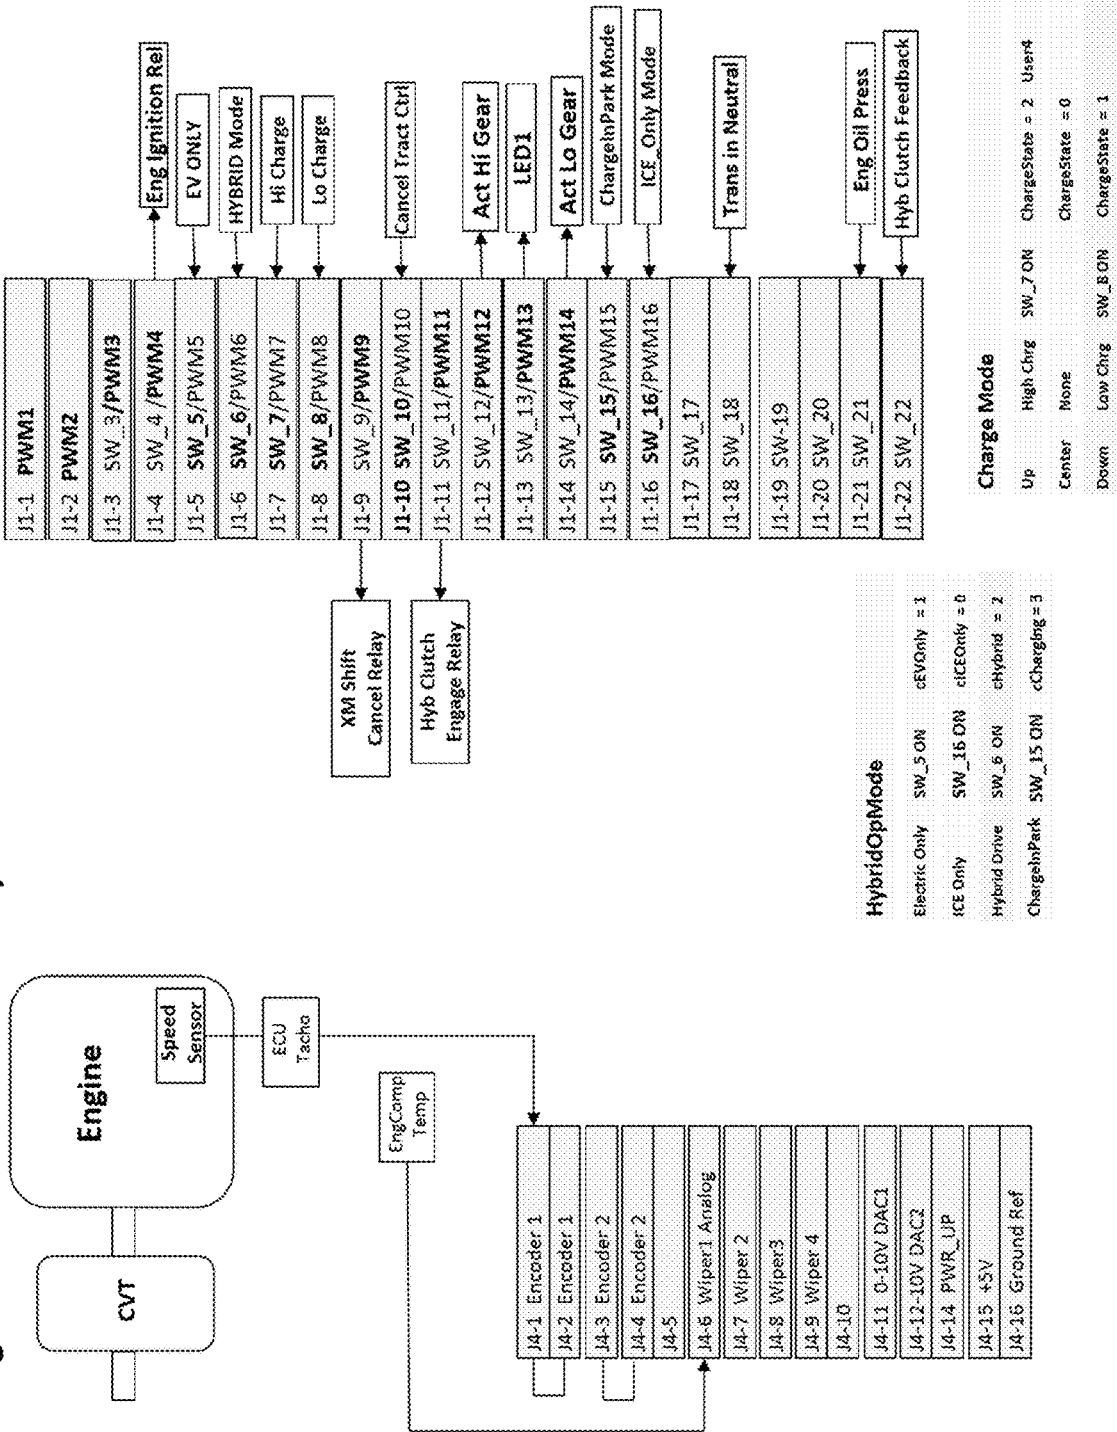 Engine
Speed
Sensor
CVT
ECU
Tacho
EngComp
Temp
J4-1 Encoder 1
J4-2 Encoder 1
J4-3 Encoder 2
J4-4 Encoder 2
J4-5
J4-6 Wiper1 Analog
J4-7 Wiper 2
J4-8 Wiper3
J4-9 Wiper 4
J4-10
J4-11 0-10V DAC1
J4-12-10V DAC2
J4-14 PWR_UP
J4-15 +5V
J4-16 Ground Ref
J1-1 PWM1
J1-2 PWM2
J1-3 SW_3/PWM3
J1-4 SW_4 /PWM4
J1-5 SW_5/PWM5
J1-6 SW_6/PWM6
J1-7 SW_7/PWM7
J1-8 SW_8/PWM8
J1-9 SW_9/PWM9
J1-10 SW_10/PWM10
J1-11 SW_11/PWM11
J1-12 SW_12/PWM12
J1-13 SW_13/PWM13
J1-14 SW_14/PWM14
J1-15 SW_15/PWM15
J1-16 SW_16/PWM16
J1-17 SW_17
J1-18 SW_18
J1-19 SW-19
J1-20 SW_20
J1-21 SW_21
J1-22 SW_22
XM Shift
Cancel Relay
Hyb Clutch
Engage Relay
Eng Ignition Rel
EV ONLY
HYBRID Mode
Hi Charge
Lo Charge
Cancel Tract Ctrl
Act Hi Gear
LED1
Act Lo Gear
ChargeInPark Mode
ICE_Only Mode
Trans in Neutral
Eng Oil Press
Hyb Clutch Feedback
HybridOpMode
Electric Only SW_5 ON cEVOnly = 1
ICE Only SW_16 ON cICEOnly = 0
Hybrid Drive SW_6 ON cHybrid = 2
ChargeInPark SW_15 ON cCharging = 3
Charge Mode
Up High Chrg SW_7 ON ChargeState = 2 User4
Center None ChargeState = 0
Down Low Chrg SW_8 ON ChargeState = 1